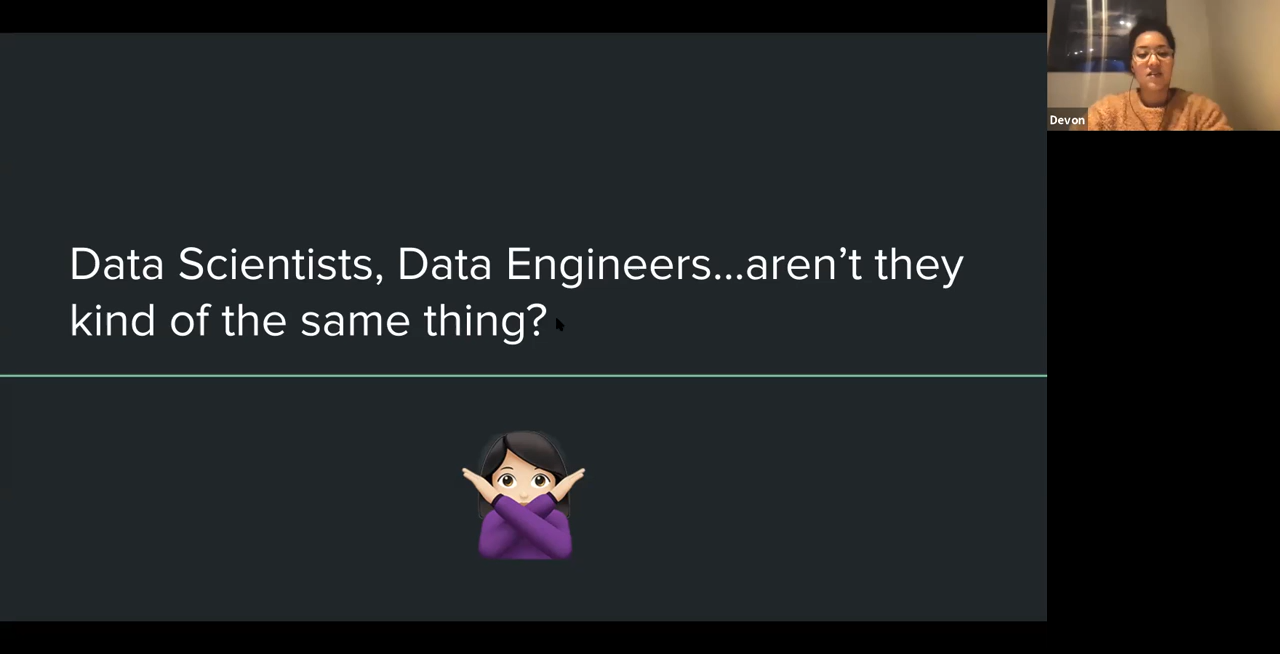 Data Scientists, Data Engineers...aren’t they
kind of the same thing?
Devon